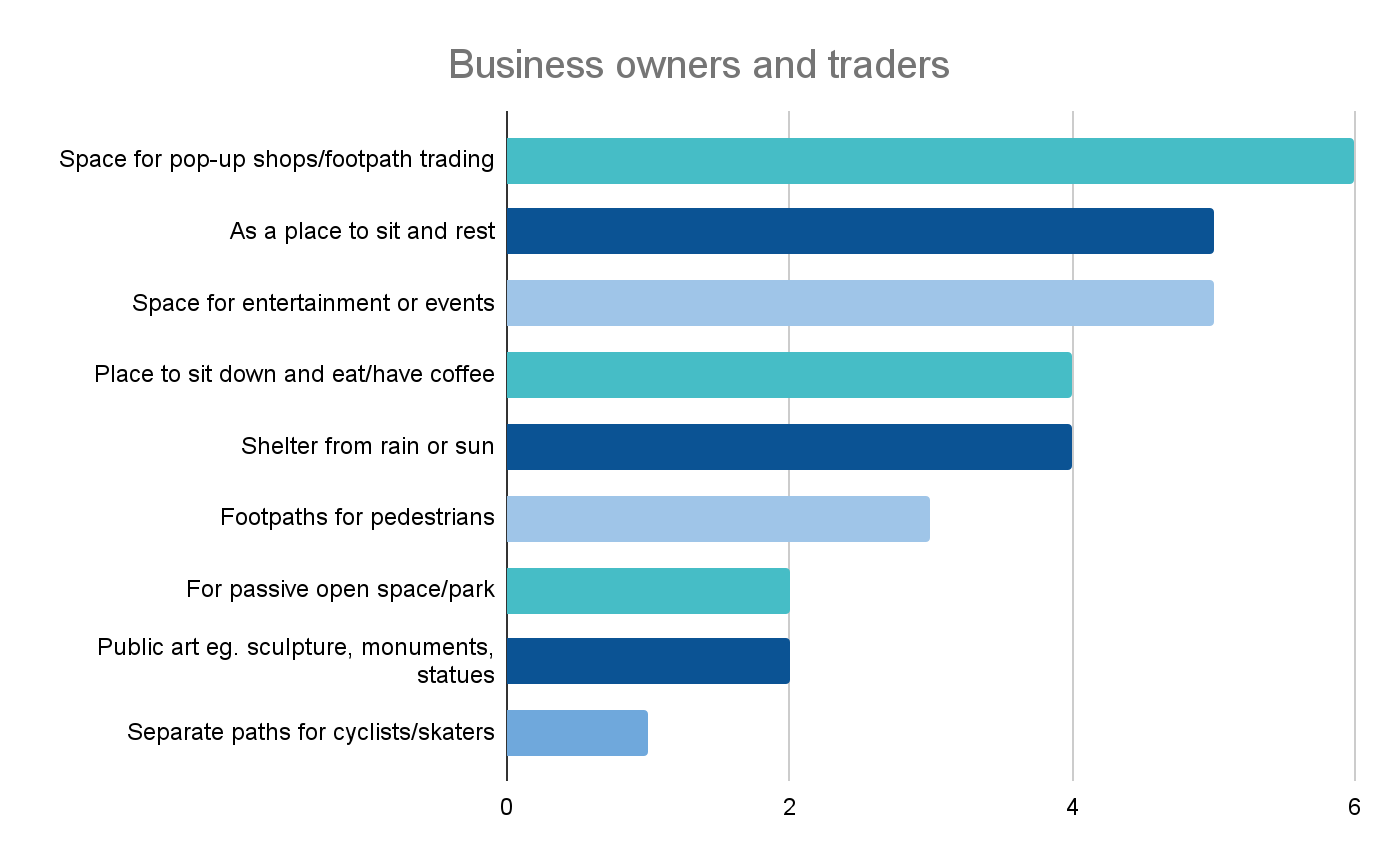 Business owners and traders
Space for pop-up shops/footpath trading
As a place to sit and rest
Space for entertainment or events
Place to sit down and eat/have coffee
Shelter from rain or sun
Footpaths for pedestrians
For passive open space/park
Public art eg. sculpture, monuments,
statues
Separate paths for cyclists/skaters
0 2 4 6